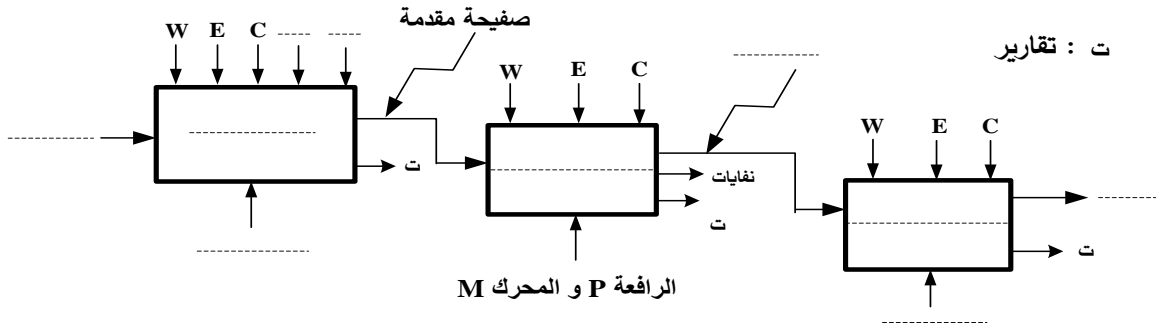 صفيحة مقدمة
ت : تقارير
W E C
W E C
W E C
ت
نفايات
ت
ت
الرافعة P و المحرك M